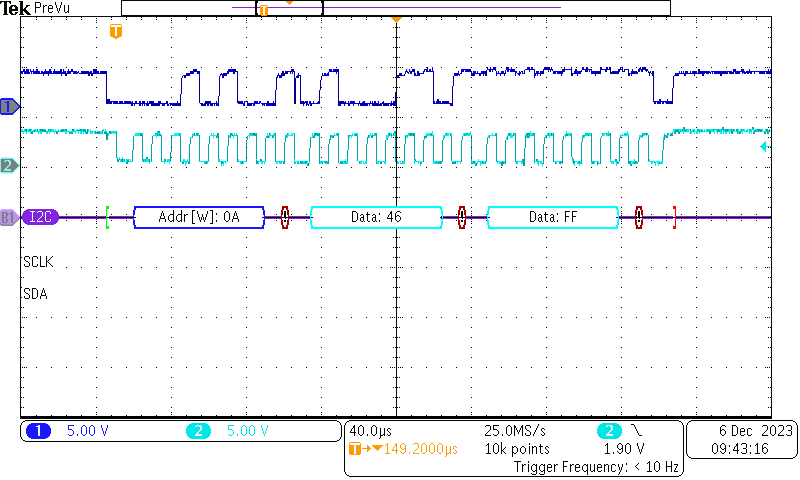 Tek PreVu
T
T
1
2
B1 I2C Addr[W]: 0A ! Data: 46 ! Data: FF !
SCLK
SDA
1 5.00 V 2 5.00 V
40.0µs 25.0MS/s 2 1.90 V
T→▼149.2000µs 10k points
Trigger Frequency: < 10 Hz
6 Dec 2023
09:43:16